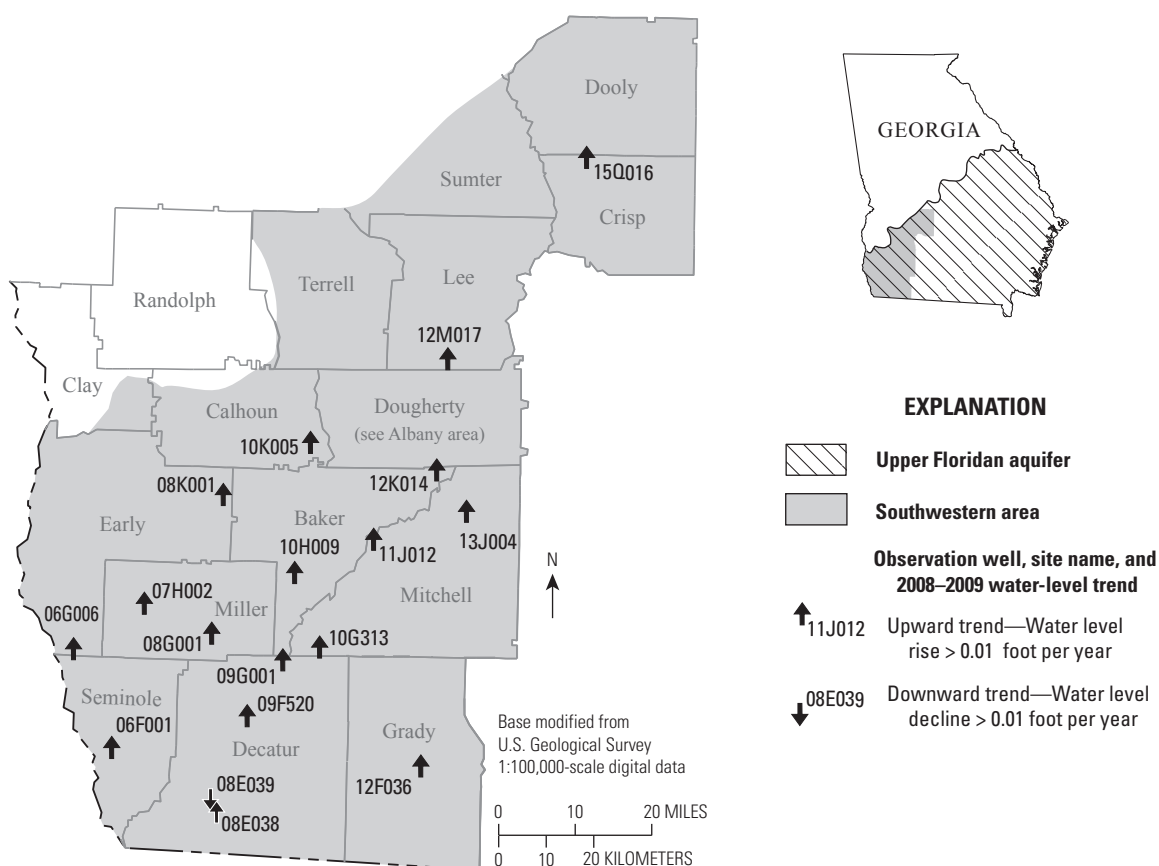 Dooly
GEORGIA
15Q016
Sumter
Crisp
Terrell
Lee
Randolph
12M017
Clay
Calhoun
Dougherty
(see Albany area)
10K005
12K014
08K001
Early
Baker
13J004
10H009
11J012
07H002
Mitchell
06G006
Miller
08G001
10G313
09G001
Seminole
09F520
06F001
Decatur
Grady
12F036
08E039
08E038
N
Base modified from
U.S. Geological Survey
1:100,000-scale digital data
0 10 20 MILES
0 10 20 KILOMETERS
EXPLANATION
Upper Floridan aquifer
Southwestern area
Observation well, site name, and
2008–2009 water-level trend
11J012 Upward trend—Water level
rise > 0.01 foot per year
08E039 Downward trend—Water level
decline > 0.01 foot per year